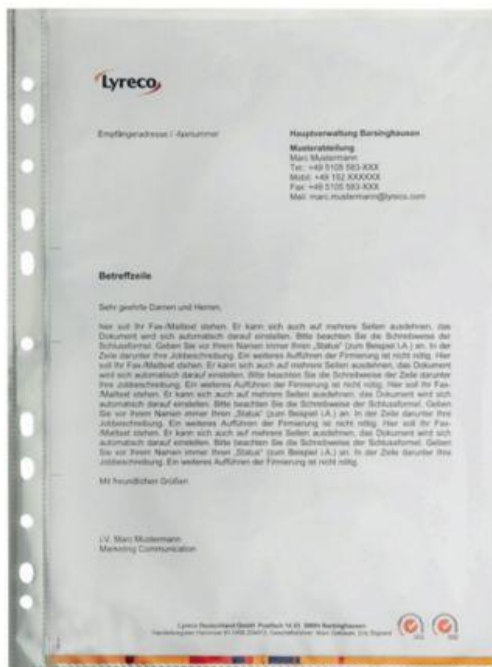 Lyreco
Empfängeradresse / -faxnummer
Hauptverwaltung Barsinghausen
Musterabteilung
Marc Mustermann
Tel.: +49 5105 583-XXX
Mobil: +49 152 XXXXXX
Fax: +49 5105 583-XXX
Mail: marc.mustermann@lyreco.com
Betreffzeile
Sehr geehrte Damen und Herren,
hier soll Ihr Fax-/Mailtext stehen. Er kann sich auch auf mehrere Seiten ausdehnen, das
Dokument wird sich automatisch darauf einstellen. Bitte beachten Sie die Schreibweise der
Schlussformel. Geben Sie vor Ihrem Namen immer Ihren „Status" (zum Beispiel i.A.) an. In der
Zeile darunter Ihre Jobbeschreibung. Ein weiteres Aufführen der Firmierung ist nicht nötig. Hier
soll Ihr Fax-/Mailtext stehen. Er kann sich auch auf mehrere Seiten ausdehnen, das Dokument
wird sich automatisch darauf einstellen. Bitte beachten Sie die Schreibweise der Zeile darunter
Ihre Jobbeschreibung. Ein weiteres Aufführen der Firmierung ist nicht nötig. Hier soll Ihr Fax-
/Mailtext stehen. Er kann sich auch auf mehrere Seiten ausdehnen, das Dokument wird sich
automatisch darauf einstellen. Bitte beachten Sie die Schreibweise der Schlussformel. Geben
Sie vor Ihrem Namen immer Ihren „Status" (zum Beispiel i.A.) an. In der Zeile darunter Ihre
Jobbeschreibung. Ein weiteres Aufführen der Firmierung ist nicht nötig. Hier soll Ihr Fax-
/Mailtext stehen. Er kann sich auch auf mehrere Seiten ausdehnen, das Dokument wird sich
automatisch darauf einstellen. Bitte beachten Sie die Schreibweise der Schlussformel. Geben
Sie vor Ihrem Namen immer Ihren „Status" (zum Beispiel i.A.) an. In der Zeile darunter Ihre
Jobbeschreibung. Ein weiteres Aufführen der Firmierung ist nicht nötig.
Mit freundlichen Grüßen
i.V. Marc Mustermann
Marketing Communication
Lyreco Deutschland GmbH Postfach Barsinghausen
Handelsregister Hannover Geschäftsführer: